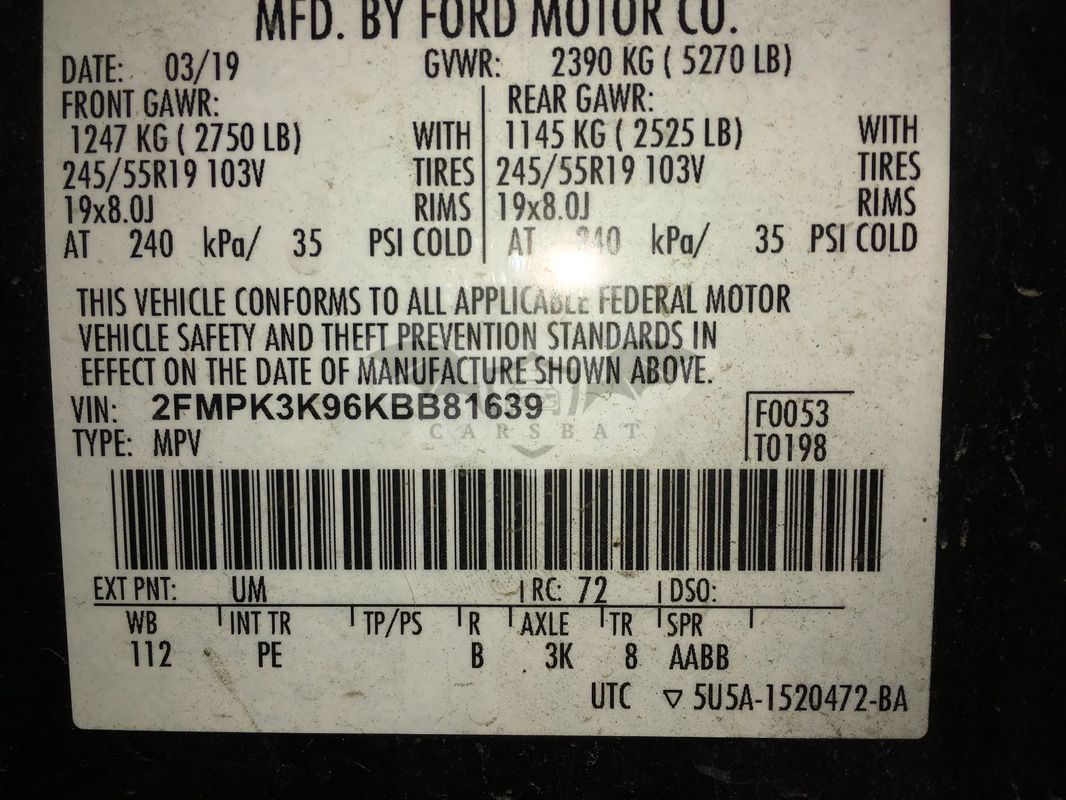 MFD. BY FORD MOTOR CO.
DATE: 03/19 GVWR: 2390 KG ( 5270 LB)
FRONT GAWR: REAR GAWR:
1247 KG ( 2750 LB) WITH 1145 KG ( 2525 LB) WITH
245/55R19 103V TIRES 245/55R19 103V TIRES
19x8.0J RIMS 19x8.0J RIMS
AT 240 kPa/ 35 PSI COLD AT 240 kPa/ 35 PSI COLD
THIS VEHICLE CONFORMS TO ALL APPLICABLE FEDERAL MOTOR
VEHICLE SAFETY AND THEFT PREVENTION STANDARDS IN
EFFECT ON THE DATE OF MANUFACTURE SHOWN ABOVE.
VIN: 2FMPK3K96KBB81639 F0053
CARSBAT
TYPE: MPV T0198
EXT PNT: UM RC: 72 DSO:
WB INT TR TP/PS R AXLE TR SPR
112 PE B 3K 8 AABB
UTC ▽ 5U5A-1520472-BA